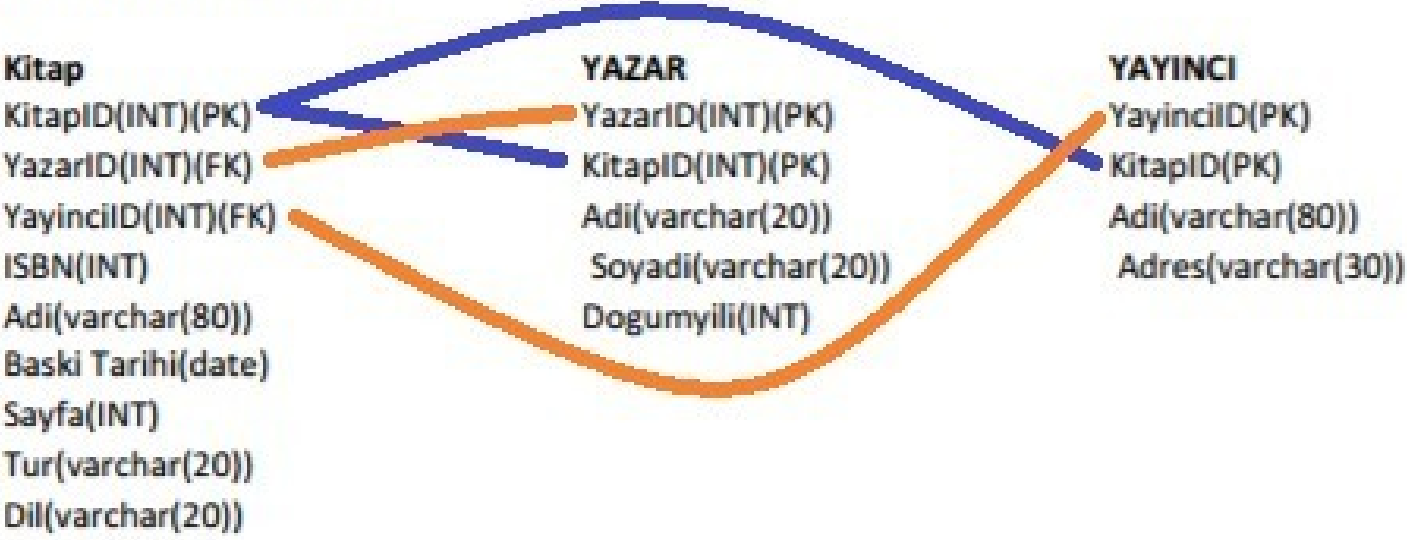 Kitap
KitapID(INT)(PK)
YazarID(INT)(FK)
YayinciID(INT)(FK)
ISBN(INT)
Adi(varchar(80))
Baski Tarihi(date)
Sayfa(INT)
Tur(varchar(20))
Dil(varchar(20))
YAZAR
YazarID(INT)(PK)
KitapID(INT)(PK)
Adi(varchar(20))
Soyadi(varchar(20))
Dogumyili(INT)
YAYINCI
YayinciID(PK)
KitapID(PK)
Adi(varchar(80))
Adres(varchar(30))